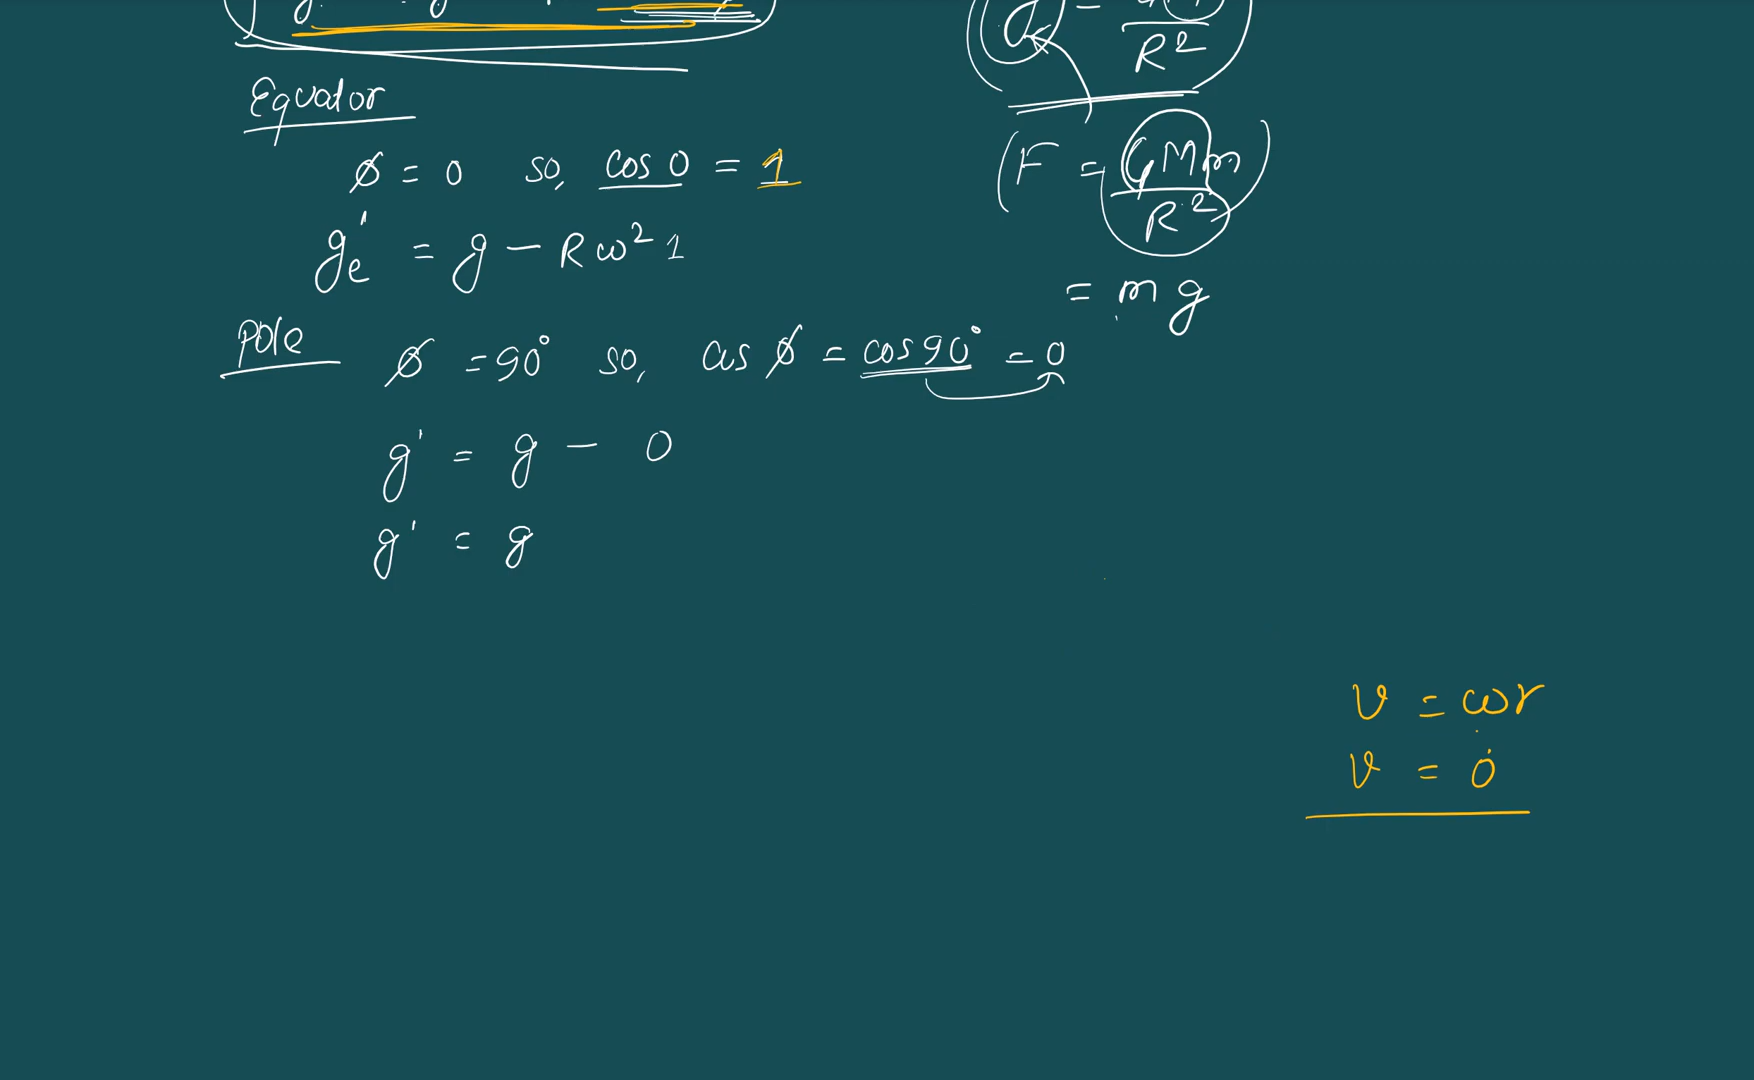 R²
Equator
ø = 0 so, cos 0 = 1
g'e = g − Rω² 1
(F = GMm / R²)
= mg
Pole ø = 90° so, cos ø = cos 90° = 0
g' = g − 0
g' = g
v = ωr
v = 0